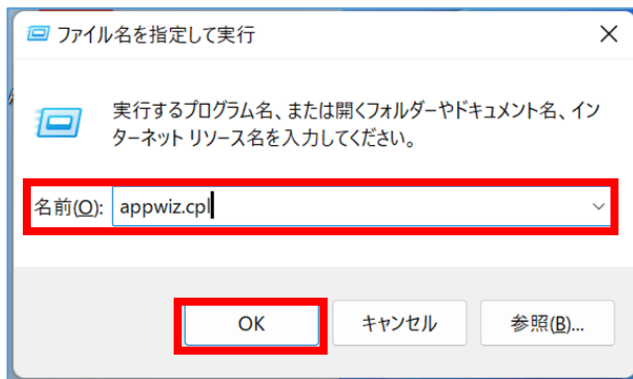 ファイル名を指定して実行
実行するプログラム名、または開くフォルダーやドキュメント名、イン
ターネット リソース名を入力してください。
名前(O): appwiz.cpl
OK キャンセル 参照(B)...